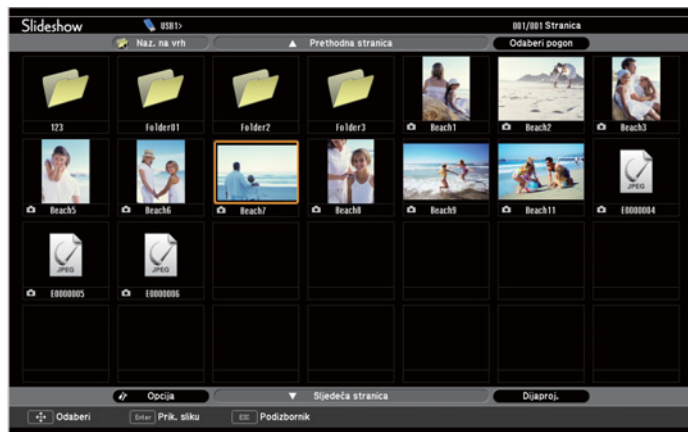 Slideshow USB1> 001/001 Stranica
Naz. na vrh ▲ Prethodna stranica Odaberi pogon
123 Folder01 Folder2 Folder3 Beach1 Beach2 Beach3
Beach5 Beach6 Beach7 Beach8 Beach9 Beach11 JPEG E0000004
JPEG JPEG
E0000005 E0000006
Opcija ▼ Sljedeća stranica Dijaproj.
Odaberi Enter Prik. sliku ESC Podizbornik